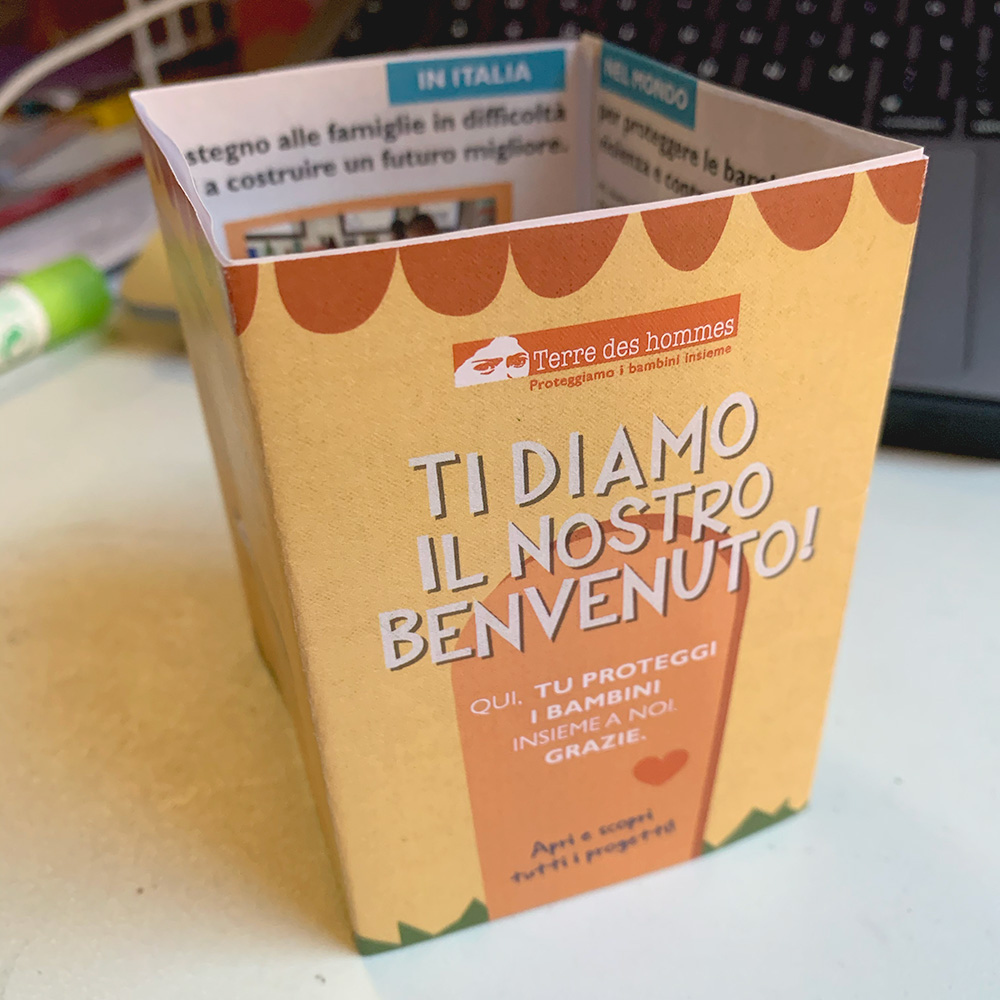 IN ITALIA
stegno alle famiglie in difficoltà
a costruire un futuro migliore.
NEL MONDO
per proteggere le
violenza e
Terre des hommes
Proteggiamo i bambini insieme
TI DIAMO
IL NOSTRO
BENVENUTO!
QUI, TU PROTEGGI
I BAMBINI
INSIEME A NOI.
GRAZIE.
Apri e scopri
tutti i progetti!